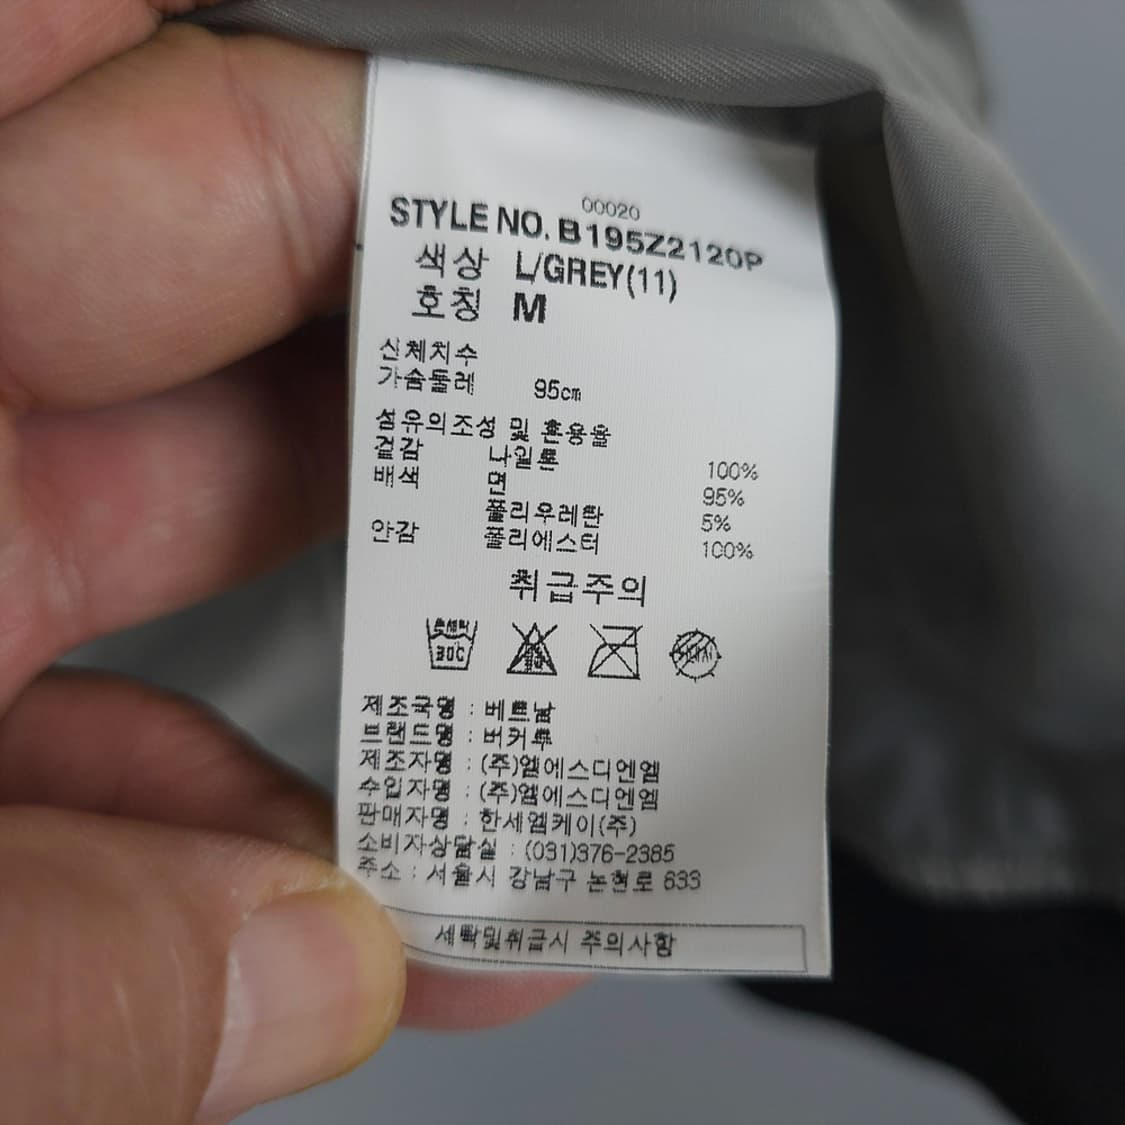 00020
STYLE NO. B195Z2120P
색상 L/GREY(11)
호칭 M
신체치수
가슴둘레 95cm
섬유의조성 및 혼용율
겉감 나일론 100%
배색 면 95%
폴리우레탄 5%
안감 폴리에스터 100%
취급주의
제조국명 : 베트남
브랜드명 : 버커루
제조자명 : (주)엠에스디엔엠
수입자명 : (주)엠에스디엔엠
판매자명 : 한세엠케이(주)
소비자상담실 : (031)376-2385
주소 : 서울시 강남구 논현로 633
세탁및취급시 주의사항